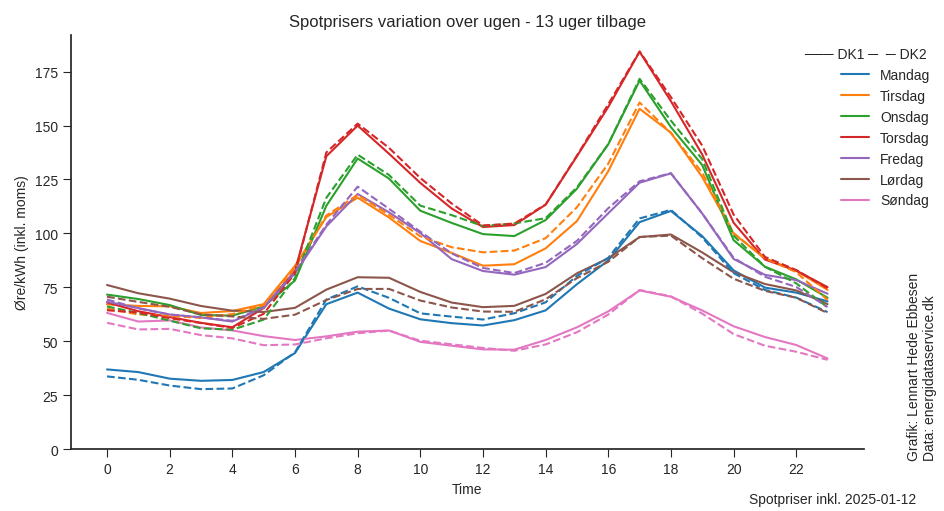 Spotprisers variation over ugen - 13 uger tilbage
DK1 DK2
Mandag
Tirsdag
Onsdag
Torsdag
Fredag
Lørdag
Søndag
Øre/kWh (inkl. moms)
175
150
125
100
75
50
25
0
0 2 4 6 8 10 12 14 16 18 20 22
Time
Grafik: Lennart Hede Ebbesen
Data: energidataservice.dk
Spotpriser inkl. 2025-01-12